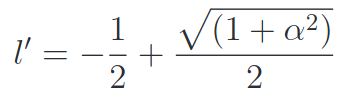 l′ = −1/2 + √(1 + α²)/2